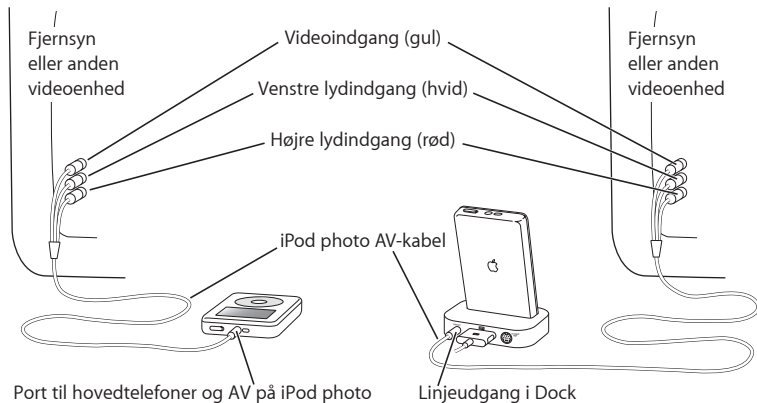 Fjernsyn
eller anden
videoenhed
Videoindgang (gul)
Venstre lydindgang (hvid)
Højre lydindgang (rød)
Fjernsyn
eller anden
videoenhed
iPod photo AV-kabel
Port til hovedtelefoner og AV på iPod photo
Linjeudgang i Dock